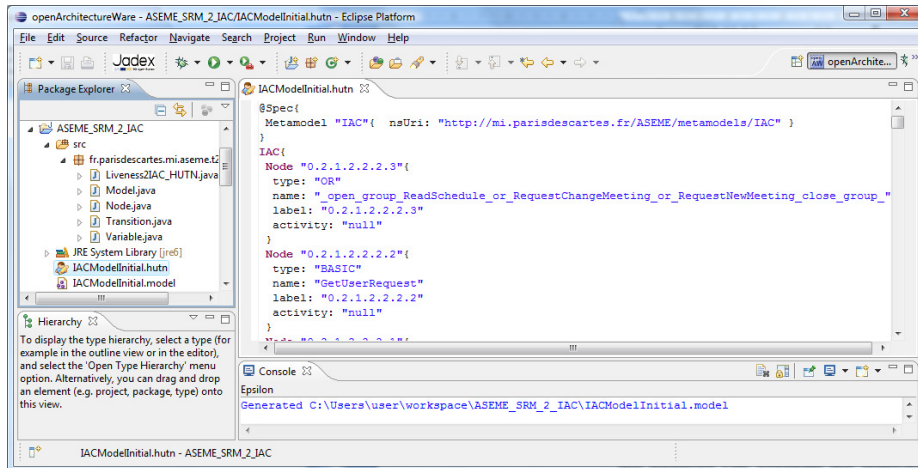 openArchitectureWare - ASEME_SRM_2_IAC/IACModelInitial.hutn - Eclipse Platform
File Edit Source Refactor Navigate Search Project Run Window Help
Jadex
openArchite...
Package Explorer
ASEME_SRM_2_IAC
src
fr.parisdescartes.mi.aseme.t2
Liveness2IAC_HUTN.java
Model.java
Node.java
Transition.java
Variable.java
JRE System Library [jre6]
IACModelInitial.hutn
IACModelInitial.model
Hierarchy
To display the type hierarchy, select a type (for
example in the outline view or in the editor),
and select the 'Open Type Hierarchy' menu
option. Alternatively, you can drag and drop
an element (e.g. project, package, type) onto
this view.
IACModelInitial.hutn
@Spec{
Metamodel "IAC"{ nsUri: "http://mi.parisdescartes.fr/ASEME/metamodels/IAC" }
}
IAC{
Node "0.2.1.2.2.2.3"{
type: "OR"
name: "_open_group_ReadSchedule_or_RequestChangeMeeting_or_RequestNewMeeting_close_group_"
label: "0.2.1.2.2.2.3"
activity: "null"
}
Node "0.2.1.2.2.2.2"{
type: "BASIC"
name: "GetUserRequest"
label: "0.2.1.2.2.2.2"
activity: "null"
}
Node "0.2.1.2.2.2.1"{
Console
Epsilon
Generated C:\Users\user\workspace\ASEME_SRM_2_IAC\IACModelInitial.model
IACModelInitial.hutn - ASEME_SRM_2_IAC